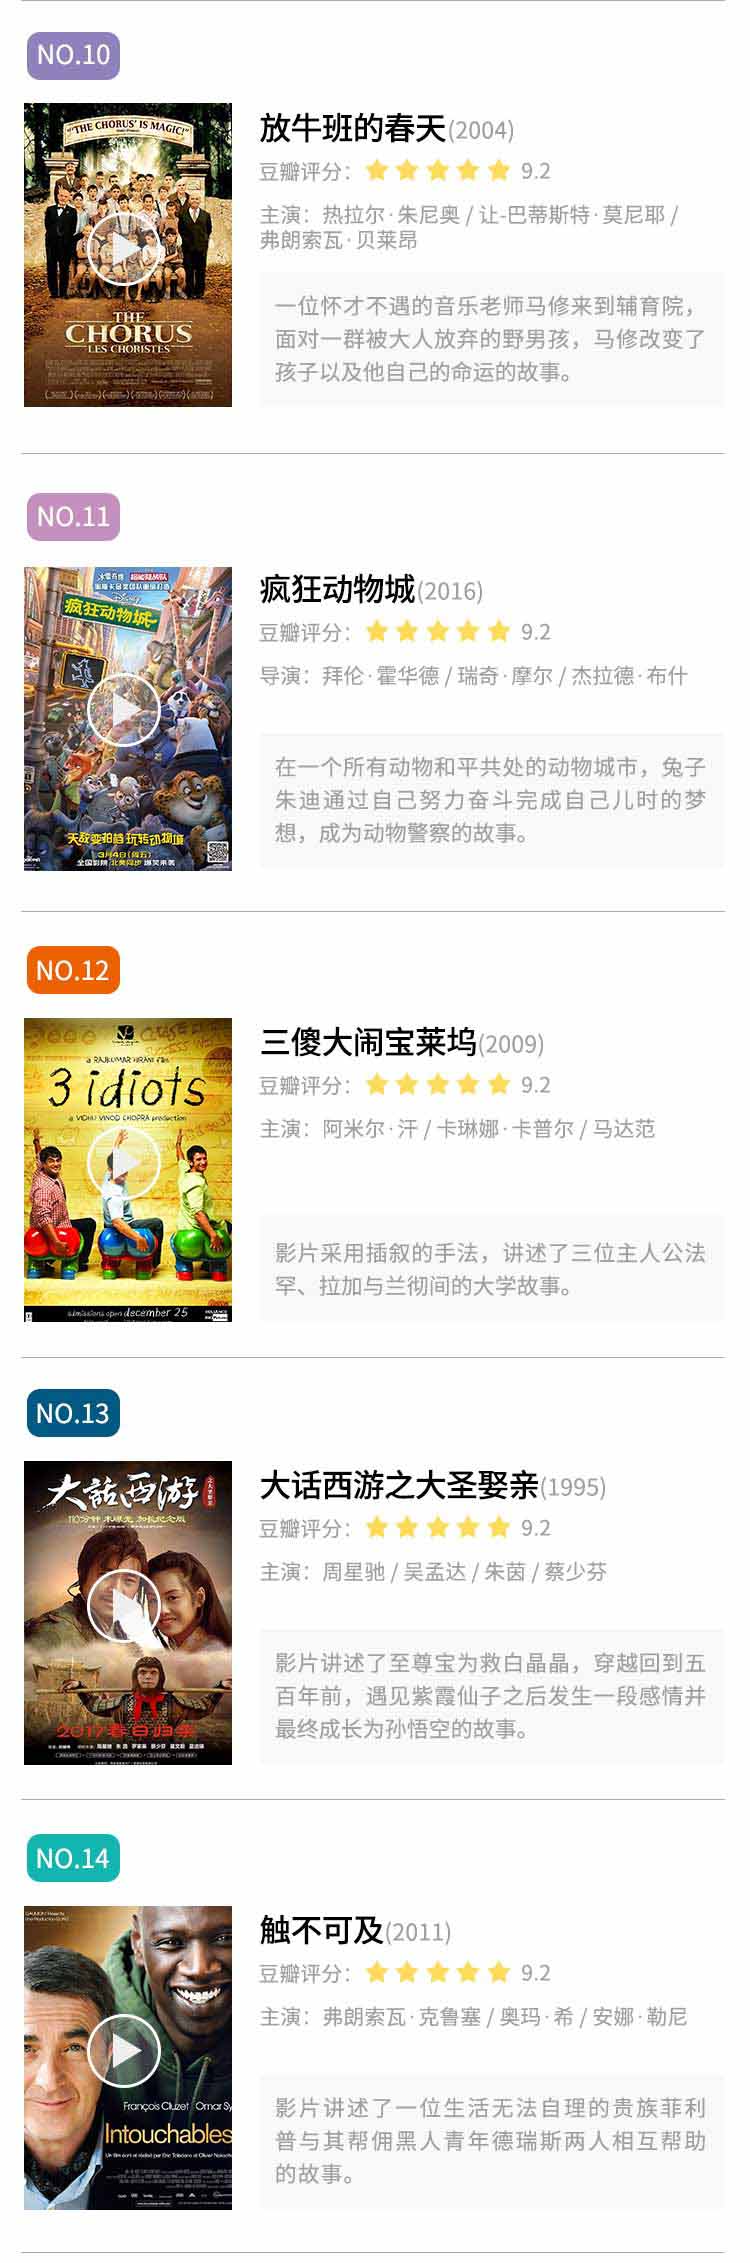 NO.10
"THE CHORUS' IS MAGIC!"
THE
CHORUS
LES CHORISTES
放牛班的春天(2004)
豆瓣评分： 9.2
主演：热拉尔·朱尼奥 / 让-巴蒂斯特·莫尼耶 /
弗朗索瓦·贝莱昂
一位怀才不遇的音乐老师马修来到辅育院，
面对一群被大人放弃的野男孩，马修改变了
孩子以及他自己的命运的故事。
NO.11
疯狂动物城
3月4日(周五)
疯狂动物城(2016)
豆瓣评分： 9.2
导演：拜伦·霍华德 / 瑞奇·摩尔 / 杰拉德·布什
在一个所有动物和平共处的动物城市，兔子
朱迪通过自己努力奋斗完成自己儿时的梦
想，成为动物警察的故事。
NO.12
a RAJKUMAR HIRANI film
3 idiots
a VIDHU VINOD CHOPRA production
admissions open december 25
三傻大闹宝莱坞(2009)
豆瓣评分： 9.2
主演：阿米尔·汗 / 卡琳娜·卡普尔 / 马达范
影片采用插叙的手法，讲述了三位主人公法
罕、拉加与兰彻间的大学故事。
NO.13
大話西游
2017春日归来
大话西游之大圣娶亲(1995)
豆瓣评分： 9.2
主演：周星驰 / 吴孟达 / 朱茵 / 蔡少芬
影片讲述了至尊宝为救白晶晶，穿越回到五
百年前，遇见紫霞仙子之后发生一段感情并
最终成长为孙悟空的故事。
NO.14
François Cluzet Omar Sy
Intouchables
触不可及(2011)
豆瓣评分： 9.2
主演：弗朗索瓦·克鲁塞 / 奥玛·希 / 安娜·勒尼
影片讲述了一位生活无法自理的贵族菲利
普与其帮佣黑人青年德瑞斯两人相互帮助
的故事。